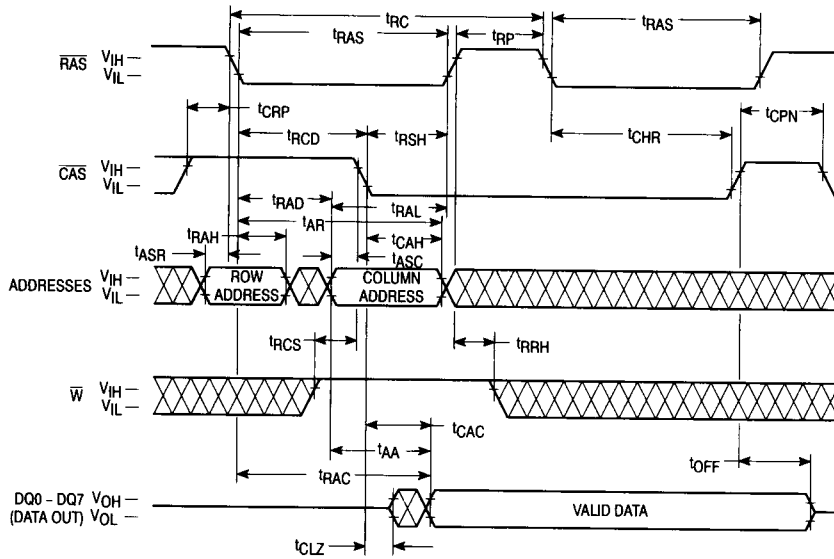 tRC
tRAS tRP tRAS
RAS VIH
VIL
tCRP tCPN
tRCD tRSH tCHR
CAS VIH
VIL
tRAD tRAL
tAR
tRAH tCAH
tASR tASC
ADDRESSES VIH
VIL
ROW ADDRESS
COLUMN ADDRESS
tRCS tRRH
W VIH
VIL
tCAC
tAA
tRAC tOFF
DQ0 – DQ7 VOH
(DATA OUT) VOL
VALID DATA
tCLZ